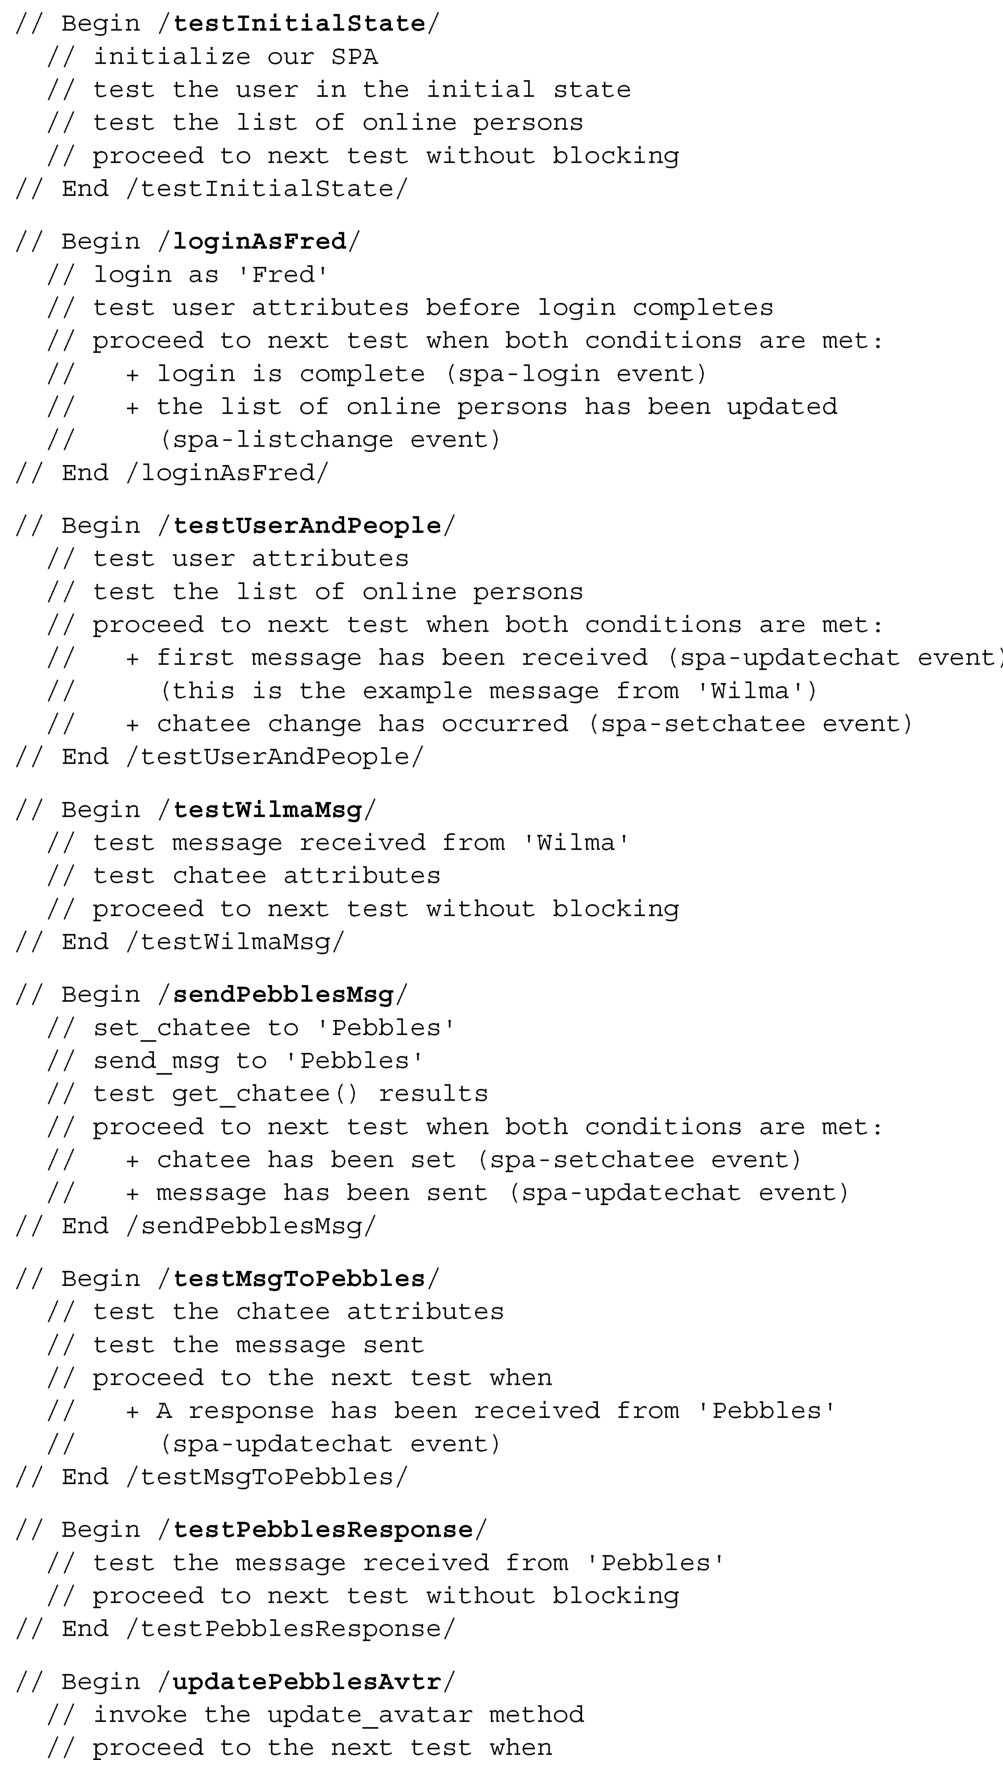 // Begin /testInitialState/
// initialize our SPA
// test the user in the initial state
// test the list of online persons
// proceed to next test without blocking
// End /testInitialState/
// Begin /loginAsFred/
// login as 'Fred'
// test user attributes before login completes
// proceed to next test when both conditions are met:
// + login is complete (spa-login event)
// + the list of online persons has been updated
// (spa-listchange event)
// End /loginAsFred/
// Begin /testUserAndPeople/
// test user attributes
// test the list of online persons
// proceed to next test when both conditions are met:
// + first message has been received (spa-updatechat event)
// (this is the example message from 'Wilma')
// + chatee change has occurred (spa-setchatee event)
// End /testUserAndPeople/
// Begin /testWilmaMsg/
// test message received from 'Wilma'
// test chatee attributes
// proceed to next test without blocking
// End /testWilmaMsg/
// Begin /sendPebblesMsg/
// set_chatee to 'Pebbles'
// send_msg to 'Pebbles'
// test get_chatee() results
// proceed to next test when both conditions are met:
// + chatee has been set (spa-setchatee event)
// + message has been sent (spa-updatechat event)
// End /sendPebblesMsg/
// Begin /testMsgToPebbles/
// test the chatee attributes
// test the message sent
// proceed to the next test when
// + A response has been received from 'Pebbles'
// (spa-updatechat event)
// End /testMsgToPebbles/
// Begin /testPebblesResponse/
// test the message received from 'Pebbles'
// proceed to next test without blocking
// End /testPebblesResponse/
// Begin /updatePebblesAvtr/
// invoke the update_avatar method
// proceed to the next test when